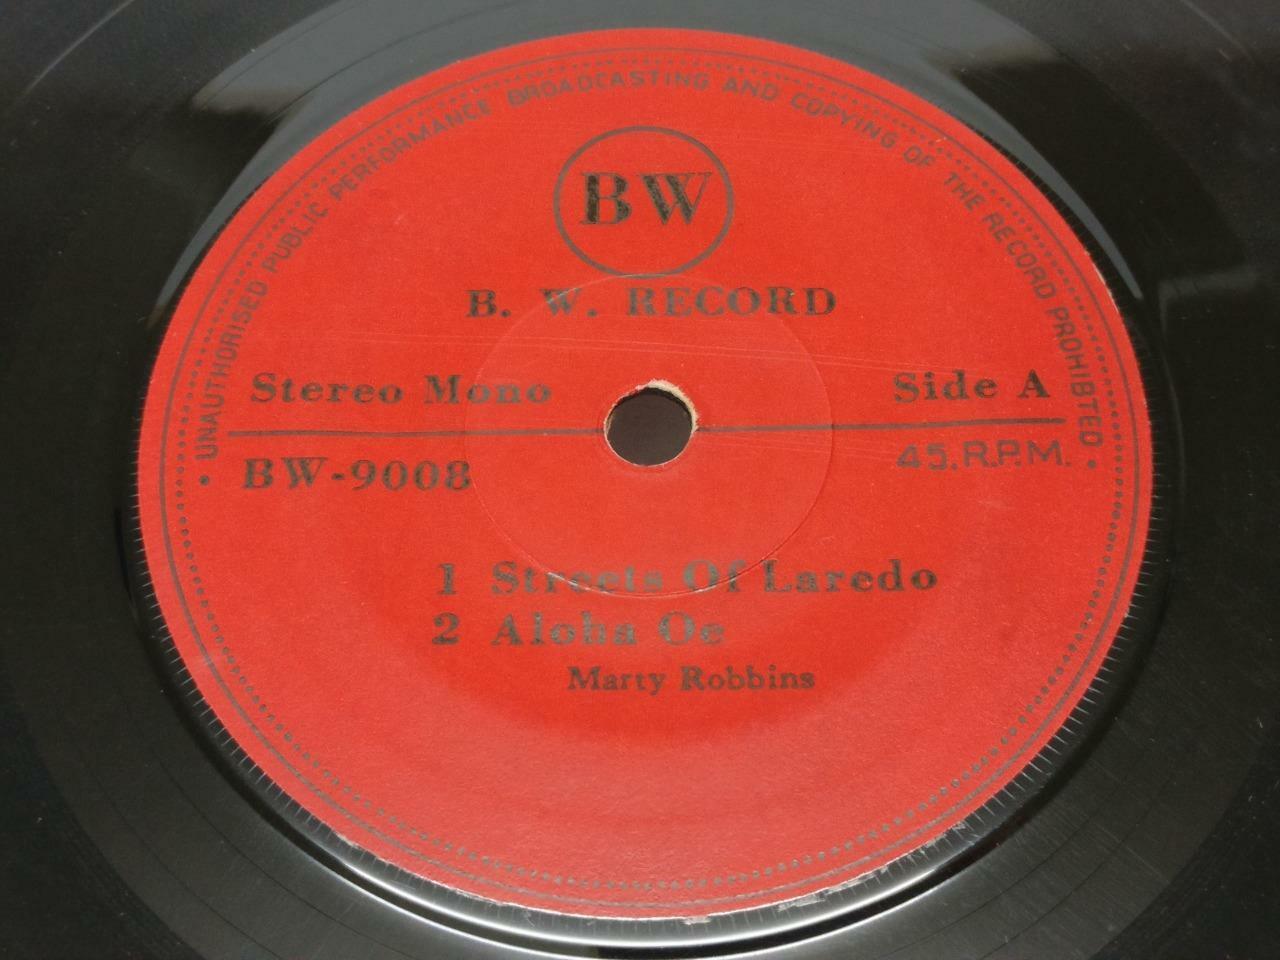 UNAUTHORISED PUBLIC PERFORMANCE BROADCASTING AND COPYING OF THE RECORD PROHIBTED
BW
B. W. RECORD
Stereo Mono
Side A
BW-9008
45.R.P.M.
1 Streets Of Laredo
2 Aloha Oe
Marty Robbins